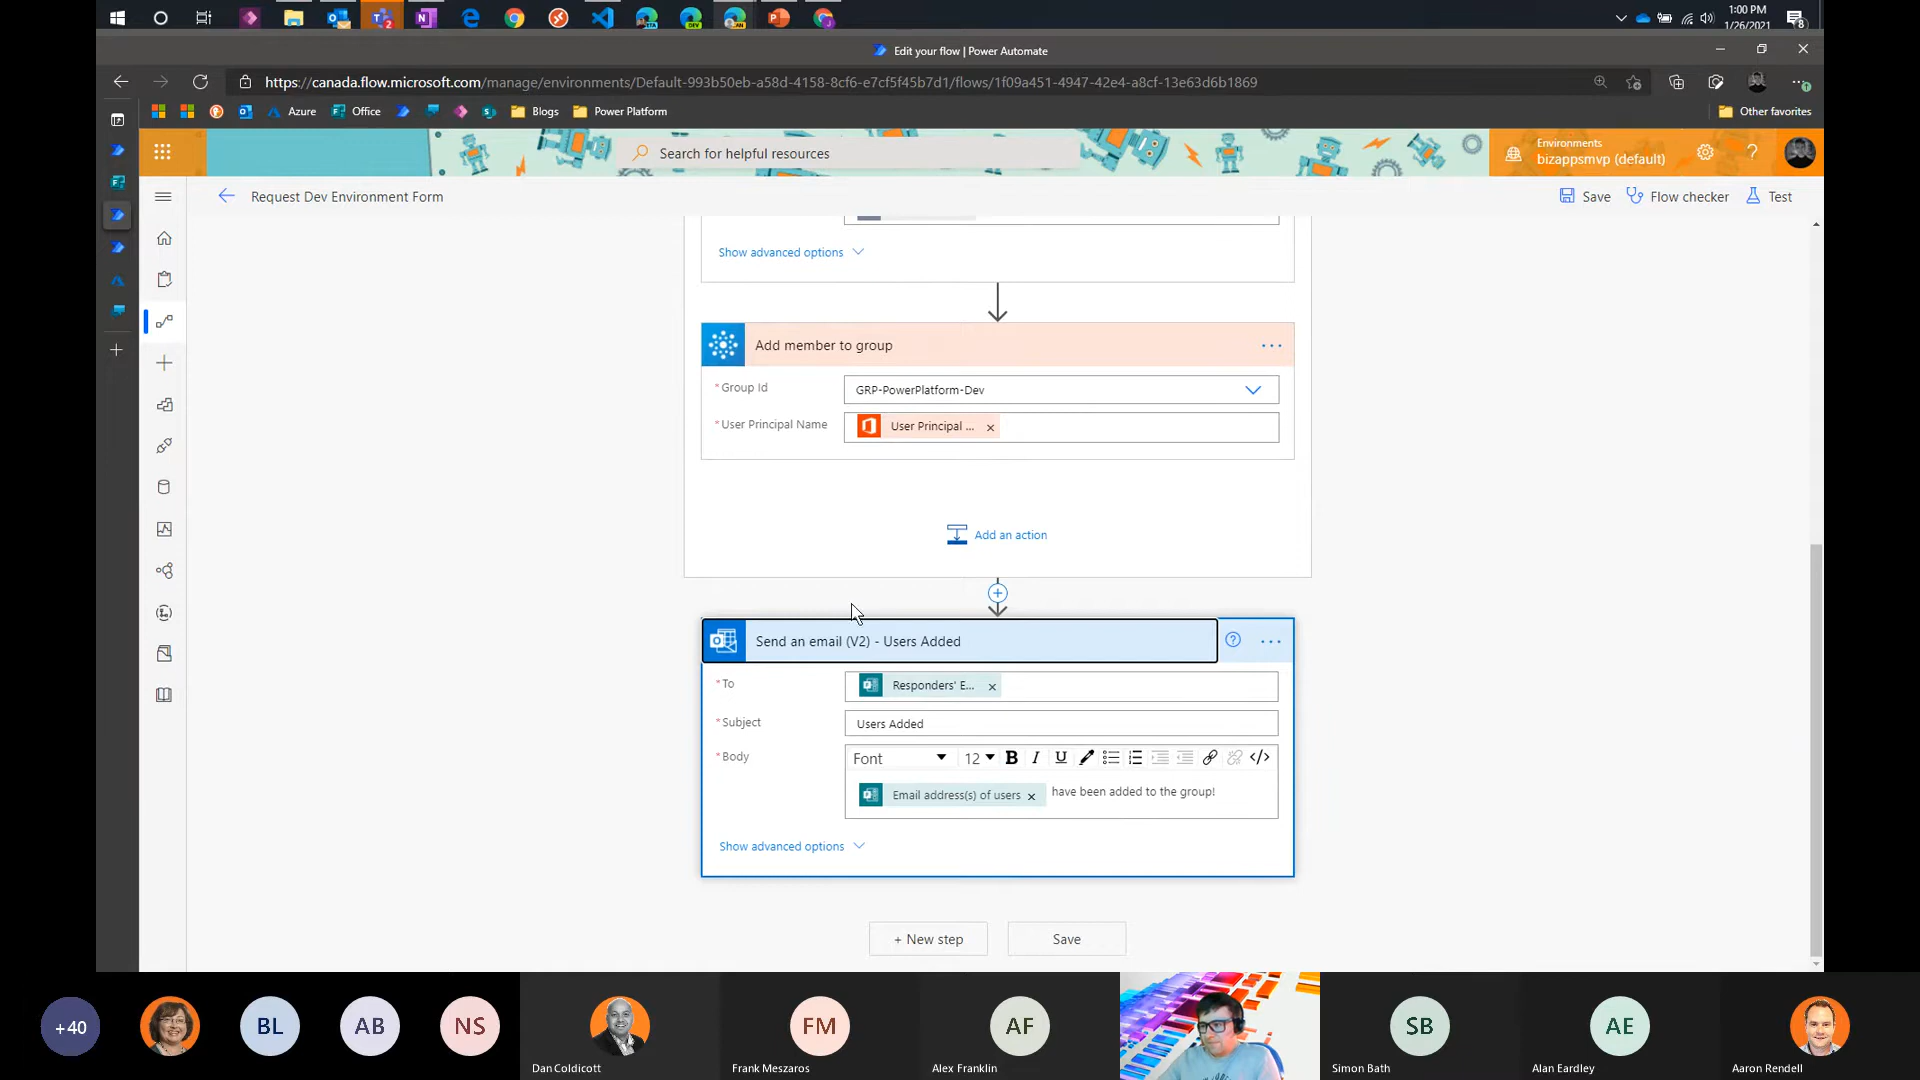 1:00 PM
1/26/2021
8
Edit your flow | Power Automate
https://canada.flow.microsoft.com/manage/environments/Default-993b50eb-a58d-4158-8cf6-e7cf5f45b7d1/flows/1f09a451-4947-42e4-a8cf-13e63d6b1869
Azure
Office
Blogs
Power Platform
Other favorites
Search for helpful resources
Environments
bizappsmvp (default)
Request Dev Environment Form
Save
Flow checker
Test
Show advanced options
Add member to group
* Group Id
GRP-PowerPlatform-Dev
* User Principal Name
User Principal ...
Add an action
Send an email (V2) - Users Added
* To
Responders' E...
* Subject
Users Added
* Body
Font
12
B I U
</>
Email address(s) of users
have been added to the group!
Show advanced options
+ New step
Save
+40
BL
AB
NS
Dan Coldicott
FM
Frank Meszaros
AF
Alex Franklin
SB
Simon Bath
AE
Alan Eardley
Aaron Rendell